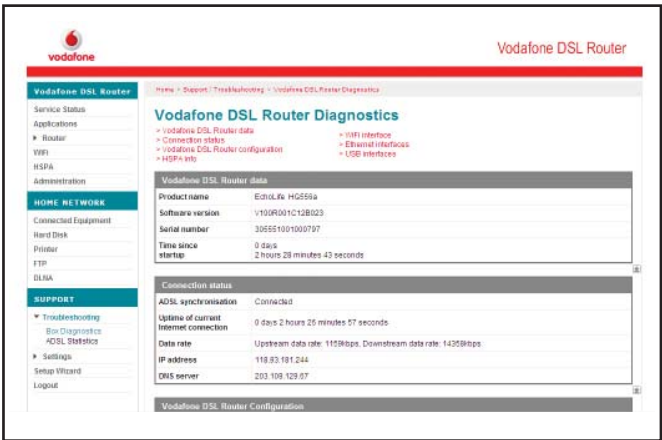 vodafone
Vodafone DSL Router
Vodafone DSL Router
Service Status
Applications
Router
WiFi
HSPA
Administration
HOME NETWORK
Connected Equipment
Hard Disk
Printer
FTP
DLNA
SUPPORT
Troubleshooting
Box Diagnostics
ADSL Statistics
Settings
Setup Wizard
Logout
Home > Support / Troubleshooting > Vodafone DSL Router Diagnostics
Vodafone DSL Router Diagnostics
> Vodafone DSL Router data
> Connection status
> Vodafone DSL Router configuration
> HSPA info
> WiFi interface
> Ethernet interfaces
> USB interfaces
Vodafone DSL Router data
Product name EchoLife HG556a
Software version V100R001C12B023
Serial number 305551001000797
Time since startup 0 days
2 hours 28 minutes 43 seconds
Connection status
ADSL synchronisation Connected
Uptime of current Internet connection 0 days 2 hours 26 minutes 57 seconds
Data rate Upstream data rate: 1159kbps, Downstream data rate: 14358kbps
IP address 118.93.181.244
DNS server 203.109.129.67
Vodafone DSL Router Configuration